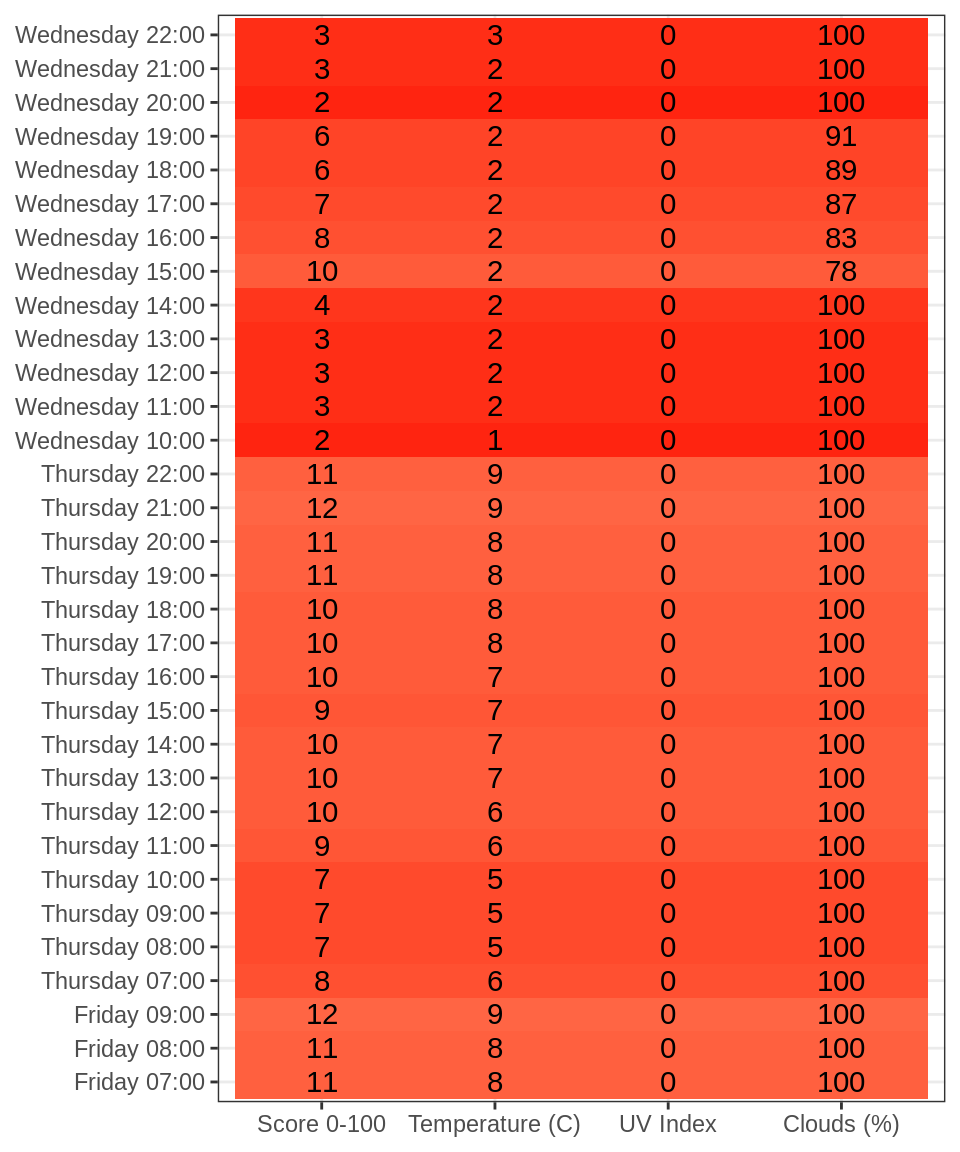 Wednesday 22:00 3 3 0 100
Wednesday 21:00 3 2 0 100
Wednesday 20:00 2 2 0 100
Wednesday 19:00 6 2 0 91
Wednesday 18:00 6 2 0 89
Wednesday 17:00 7 2 0 87
Wednesday 16:00 8 2 0 83
Wednesday 15:00 10 2 0 78
Wednesday 14:00 4 2 0 100
Wednesday 13:00 3 2 0 100
Wednesday 12:00 3 2 0 100
Wednesday 11:00 3 2 0 100
Wednesday 10:00 2 1 0 100
Thursday 22:00 11 9 0 100
Thursday 21:00 12 9 0 100
Thursday 20:00 11 8 0 100
Thursday 19:00 11 8 0 100
Thursday 18:00 10 8 0 100
Thursday 17:00 10 8 0 100
Thursday 16:00 10 7 0 100
Thursday 15:00 9 7 0 100
Thursday 14:00 10 7 0 100
Thursday 13:00 10 7 0 100
Thursday 12:00 10 6 0 100
Thursday 11:00 9 6 0 100
Thursday 10:00 7 5 0 100
Thursday 09:00 7 5 0 100
Thursday 08:00 7 5 0 100
Thursday 07:00 8 6 0 100
Friday 09:00 12 9 0 100
Friday 08:00 11 8 0 100
Friday 07:00 11 8 0 100
Score 0-100 Temperature (C) UV Index Clouds (%)